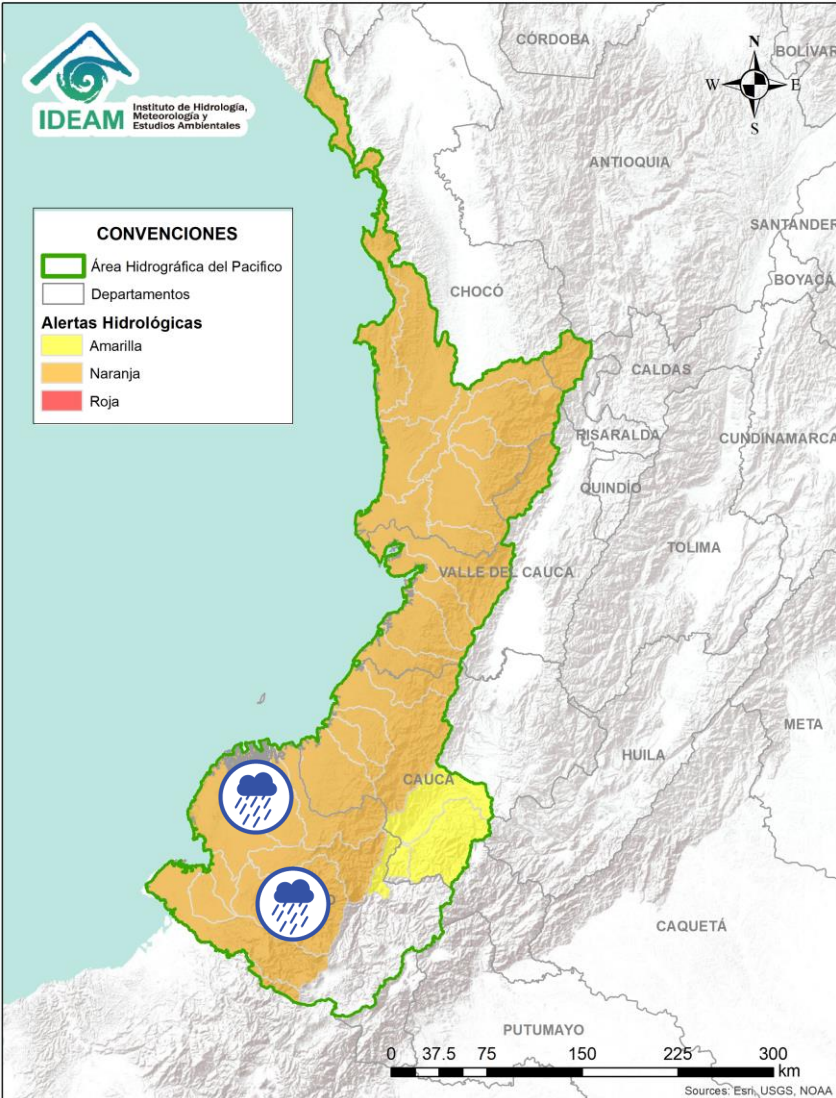 IDEAM
Instituto de Hidrología,
Meteorología y
Estudios Ambientales
N
W
E
S
CÓRDOBA
BOLÍVAR
ANTIOQUIA
SANTANDER
BOYACÁ
CHOCÓ
CALDAS
RISARALDA
CUNDINAMARCA
QUINDÍO
TOLIMA
VALLE DEL CAUCA
META
HUILA
CAUCA
CAQUETÁ
PUTUMAYO
CONVENCIONES
Área Hidrográfica del Pacifico
Departamentos
Alertas Hidrológicas
Amarilla
Naranja
Roja
0 37.5 75 150 225 300
km
Sources: Esri, USGS, NOAA